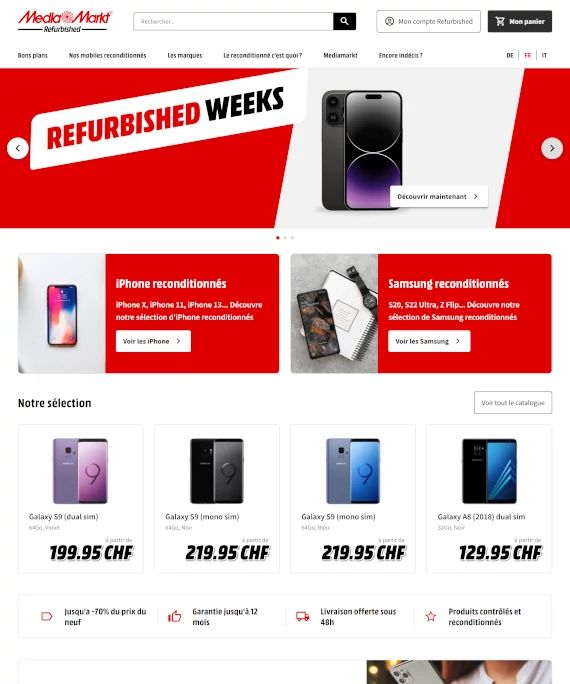 MediaMarkt
Refurbished
Rechercher...
Mon compte Refurbished
Mon panier
Bons plans
Nos mobiles reconditionnés
Les marques
Le reconditionné c'est quoi ?
Mediamarkt
Encore indécis ?
DE
FR
IT
REFURBISHED WEEKS
Découvrir maintenant
iPhone reconditionnés
iPhone X, iPhone 11, iPhone 13... Découvre
notre sélection d'iPhone reconditionnés
Voir les iPhone
Samsung reconditionnés
S20, S22 Ultra, Z Flip... Découvre notre
sélection de Samsung reconditionnés
Voir les Samsung
Notre sélection
Voir tout le catalogue
Galaxy S9 (dual sim)
64Go, Violet
à partir de
199.95 CHF
Galaxy S9 (mono sim)
64Go, Noir
à partir de
219.95 CHF
Galaxy S9 (mono sim)
64Go, Bleu
à partir de
219.95 CHF
Galaxy A8 (2018) dual sim
32Go, Noir
à partir de
129.95 CHF
Jusqu'a -70% du prix du
neuf
Garantie jusqu'à 12
mois
Livraison offerte sous
48h
Produits contrôlés et
reconditionnés